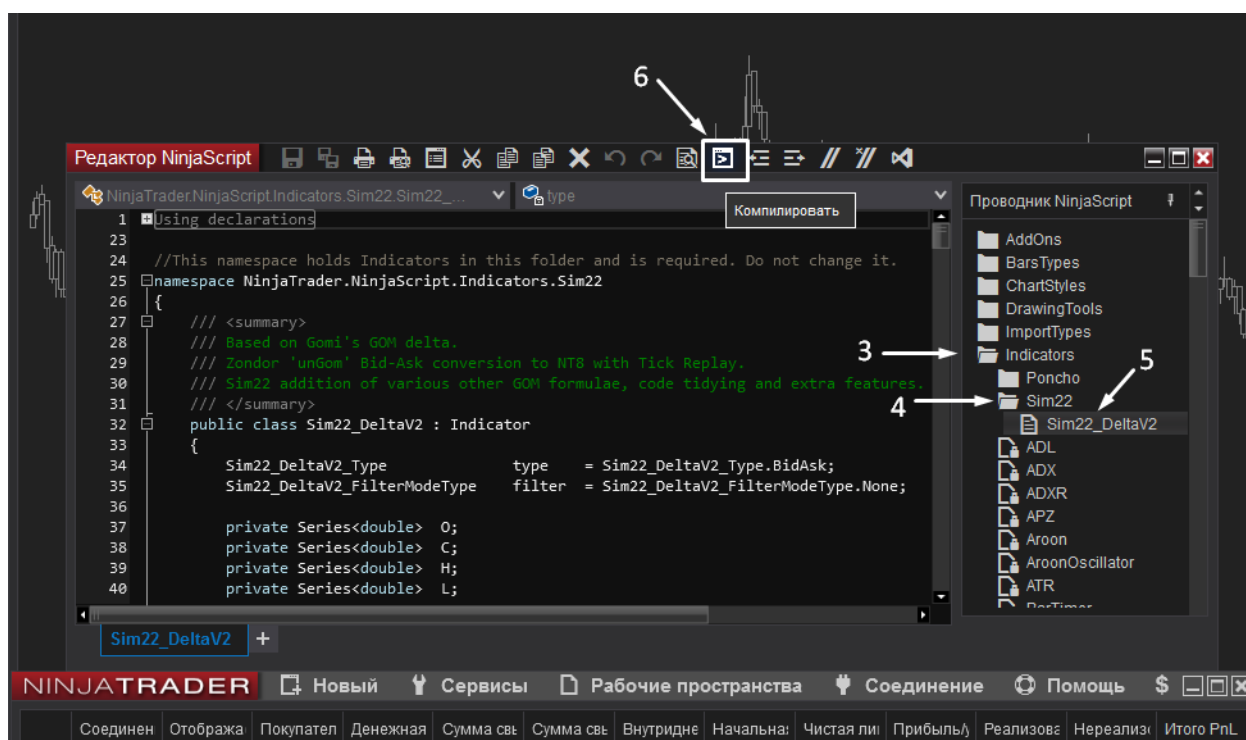 6
Редактор NinjaScript
NinjaTrader.NinjaScript.Indicators.Sim22.Sim22_...
type
Компилировать
1 Using declarations
23
24 //This namespace holds Indicators in this folder and is required. Do not change it.
25 namespace NinjaTrader.NinjaScript.Indicators.Sim22
26 {
27 /// <summary>
28 /// Based on Gomi's GOM delta.
29 /// Zondor 'unGom' Bid-Ask conversion to NT8 with Tick Replay.
30 /// Sim22 addition of various other GOM formulae, code tidying and extra features.
31 /// </summary>
32 public class Sim22_DeltaV2 : Indicator
33 {
34 Sim22_DeltaV2_Type type = Sim22_DeltaV2_Type.BidAsk;
35 Sim22_DeltaV2_FilterModeType filter = Sim22_DeltaV2_FilterModeType.None;
36
37 private Series<double> O;
38 private Series<double> C;
39 private Series<double> H;
40 private Series<double> L;
Sim22_DeltaV2 +
Проводник NinjaScript
AddOns
BarsTypes
ChartStyles
DrawingTools
ImportTypes
3 Indicators
5
Poncho
4 Sim22
Sim22_DeltaV2
ADL
ADX
ADXR
APZ
Aroon
AroonOscillator
ATR
BarTimer
NINJATRADER Новый Сервисы Рабочие пространства Соединение Помощь $
Соединен Отобража Покупател Денежная Сумма свь Сумма свь Внутридне Начальная Чистая ли Прибыль/ Реализова Нереализ Итого PnL